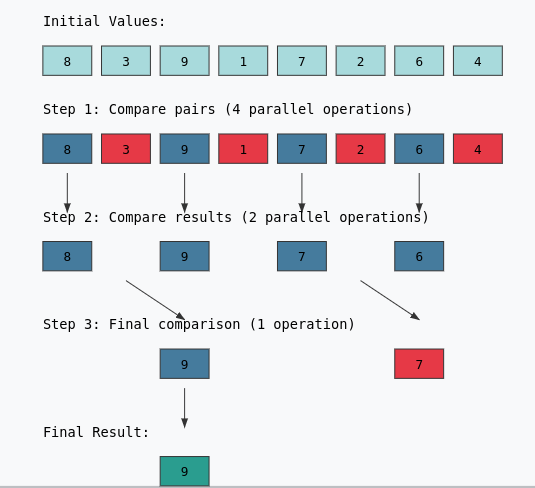 Initial Values:
8 3 9 1 7 2 6 4
Step 1: Compare pairs (4 parallel operations)
8 3 9 1 7 2 6 4
Step 2: Compare results (2 parallel operations)
8 9 7 6
Step 3: Final comparison (1 operation)
9 7
Final Result:
9